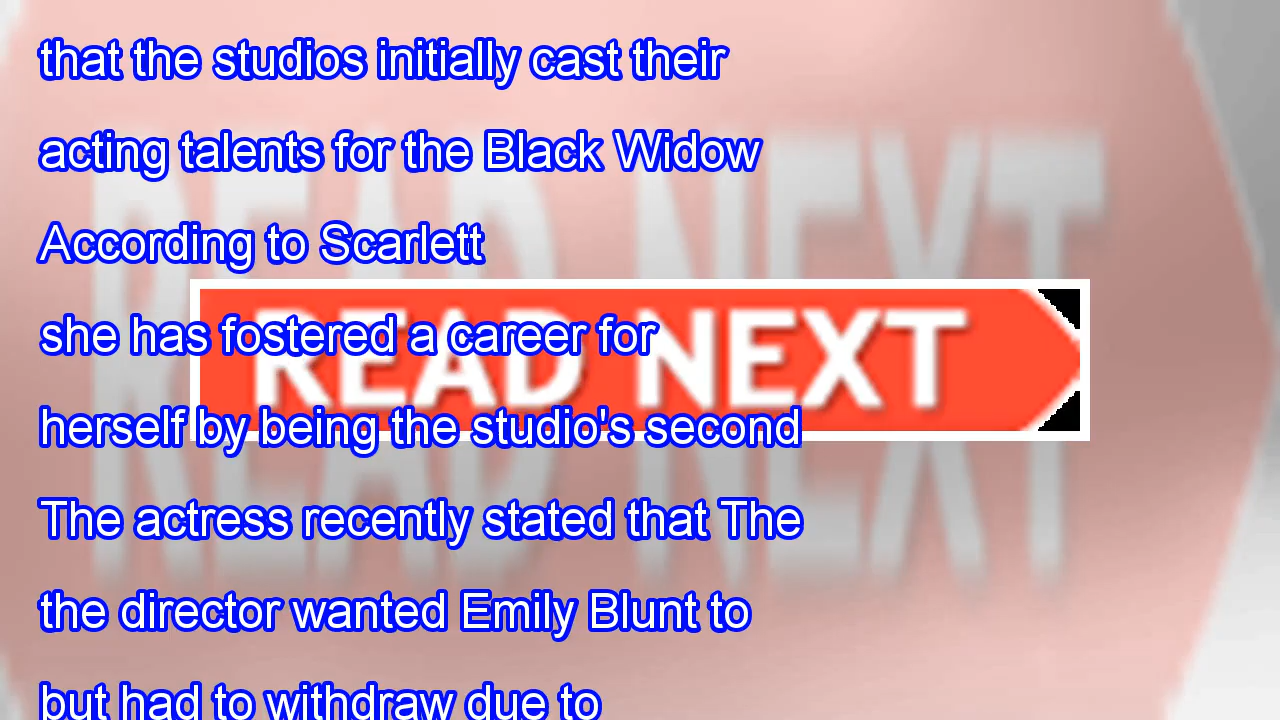 that the studios initially cast their
acting talents for the Black Widow
According to Scarlett
she has fostered a career for
herself by being the studio's second
The actress recently stated that The
the director wanted Emily Blunt to
but had to withdraw due to
READ NEXT
READ NEXT